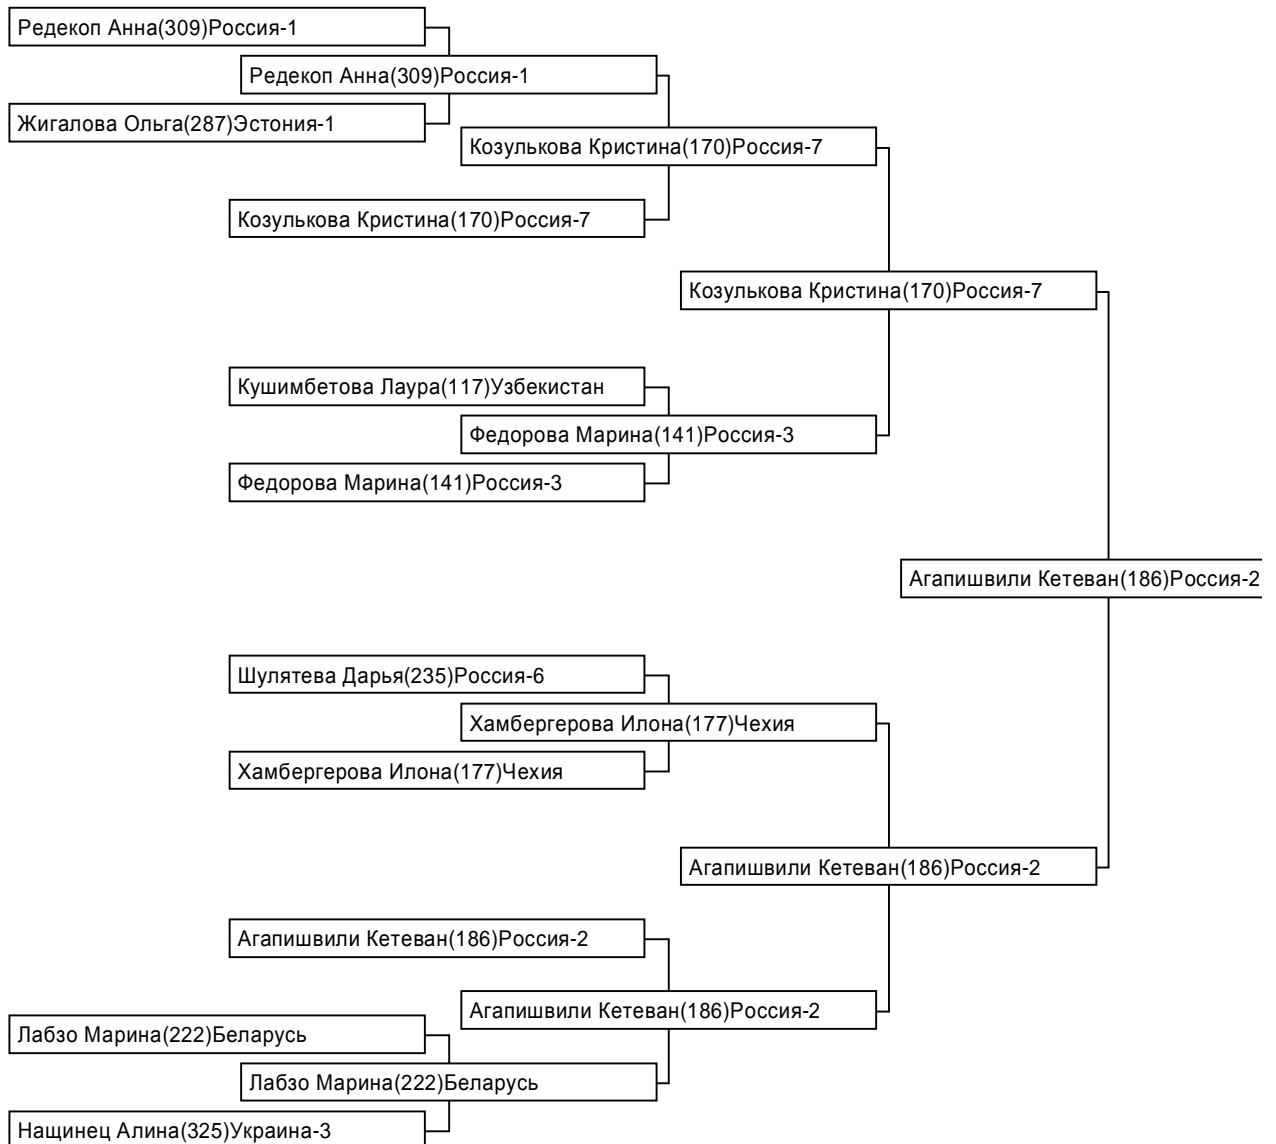 Редекоп Анна(309)Россия-1
Редекоп Анна(309)Россия-1
Жигалова Ольга(287)Эстония-1
Козулькова Кристина(170)Россия-7
Козулькова Кристина(170)Россия-7
Козулькова Кристина(170)Россия-7
Кушимбетова Лаура(117)Узбекистан
Федорова Марина(141)Россия-3
Федорова Марина(141)Россия-3
Агапишвили Кетеван(186)Россия-2
Шулятева Дарья(235)Россия-6
Хамбергерова Илона(177)Чехия
Хамбергерова Илона(177)Чехия
Агапишвили Кетеван(186)Россия-2
Агапишвили Кетеван(186)Россия-2
Агапишвили Кетеван(186)Россия-2
Лабзо Марина(222)Беларусь
Лабзо Марина(222)Беларусь
Нащинец Алина(325)Украина-3